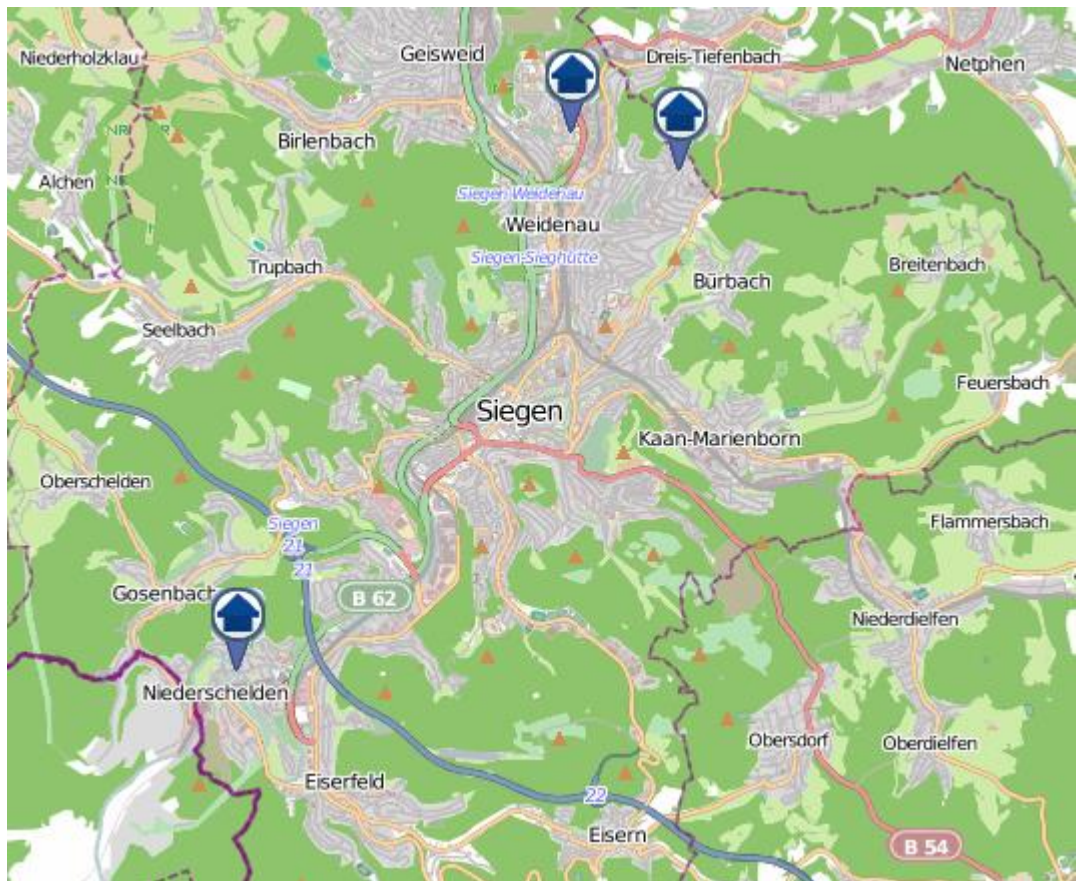 Geisweid
Niederholzklau
Dreis-Tiefenbach
Netphen
Birlenbach
Alchen
Siegen Weidenau
Weidenau
Siegen-Sieghütte
Trupbach
Breitenbach
Bürbach
Seelbach
Feuersbach
Siegen
Kaan-Marienborn
Oberschelden
Siegen
21
Flammersbach
21
Gosenbach
B 62
Niederdielfen
Niederschelden
Obersdorf
Oberdielfen
Eiserfeld
22
Eisern
B 54